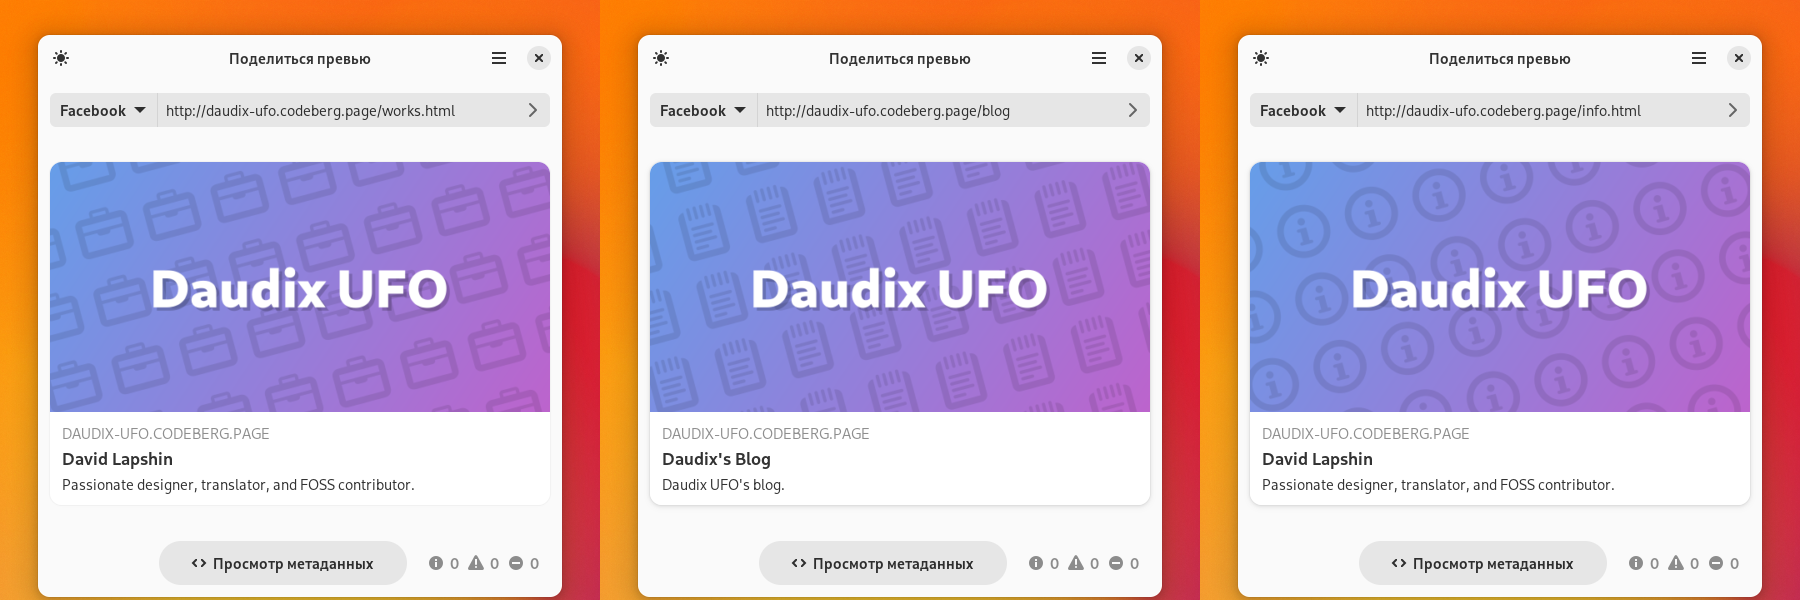 Поделиться превью
Facebook http://daudix-ufo.codeberg.page/works.html
Daudix UFO
DAUDIX-UFO.CODEBERG.PAGE
David Lapshin
Passionate designer, translator, and FOSS contributor.
Просмотр метаданных 0 0 0
Поделиться превью
Facebook http://daudix-ufo.codeberg.page/blog
Daudix UFO
DAUDIX-UFO.CODEBERG.PAGE
Daudix's Blog
Daudix UFO's blog.
Просмотр метаданных 0 0 0
Поделиться превью
Facebook http://daudix-ufo.codeberg.page/info.html
Daudix UFO
DAUDIX-UFO.CODEBERG.PAGE
David Lapshin
Passionate designer, translator, and FOSS contributor.
Просмотр метаданных 0 0 0